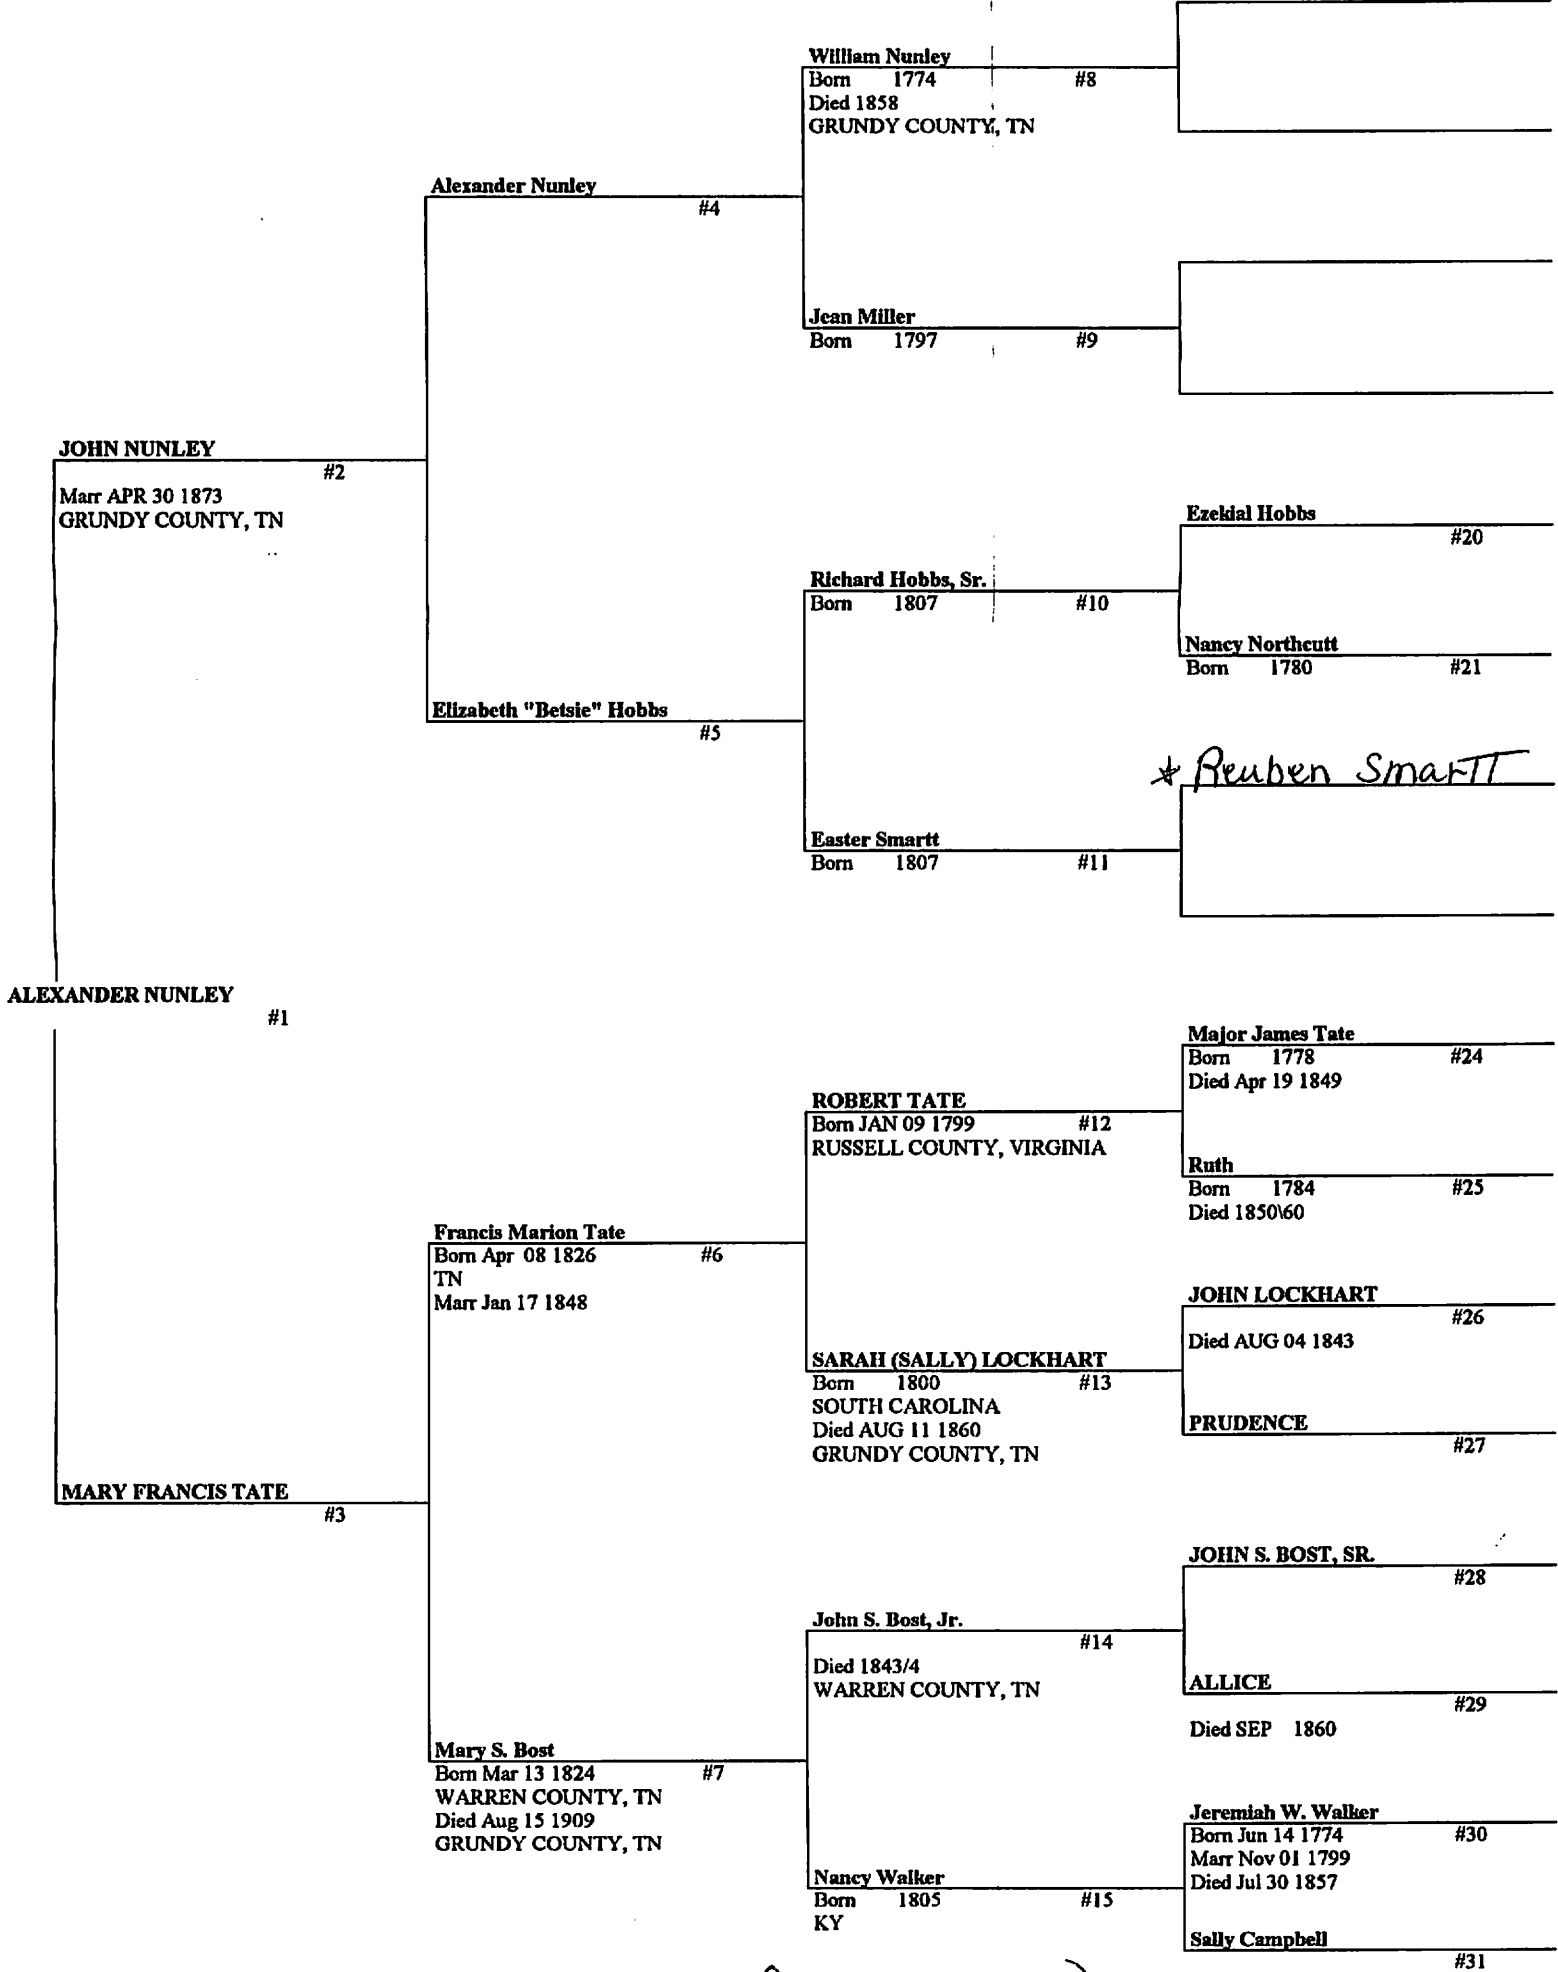 William Nunley
Born 1774 #8
Died 1858
GRUNDY COUNTY, TN
Alexander Nunley
#4
Jean Miller
Born 1797 #9
JOHN NUNLEY
#2
Marr APR 30 1873
GRUNDY COUNTY, TN
Ezekial Hobbs
#20
Richard Hobbs, Sr.
Born 1807 #10
Nancy Northcutt
Born 1780 #21
Elizabeth "Betsie" Hobbs
#5
* Reuben Smartt
Easter Smartt
Born 1807 #11
ALEXANDER NUNLEY
#1
Major James Tate
Born 1778 #24
Died Apr 19 1849
ROBERT TATE
Born JAN 09 1799 #12
RUSSELL COUNTY, VIRGINIA
Ruth
Born 1784 #25
Died 1850\60
Francis Marion Tate
Born Apr 08 1826 #6
TN
Marr Jan 17 1848
JOHN LOCKHART
#26
Died AUG 04 1843
SARAH (SALLY) LOCKHART
Born 1800 #13
SOUTH CAROLINA
Died AUG 11 1860
GRUNDY COUNTY, TN
PRUDENCE
#27
MARY FRANCIS TATE
#3
JOHN S. BOST, SR.
#28
John S. Bost, Jr.
#14
Died 1843/4
WARREN COUNTY, TN
ALLICE
#29
Died SEP 1860
Mary S. Bost
Born Mar 13 1824 #7
WARREN COUNTY, TN
Died Aug 15 1909
GRUNDY COUNTY, TN
Jeremiah W. Walker
Born Jun 14 1774 #30
Marr Nov 01 1799
Died Jul 30 1857
Nancy Walker
Born 1805 #15
KY
Sally Campbell
#31